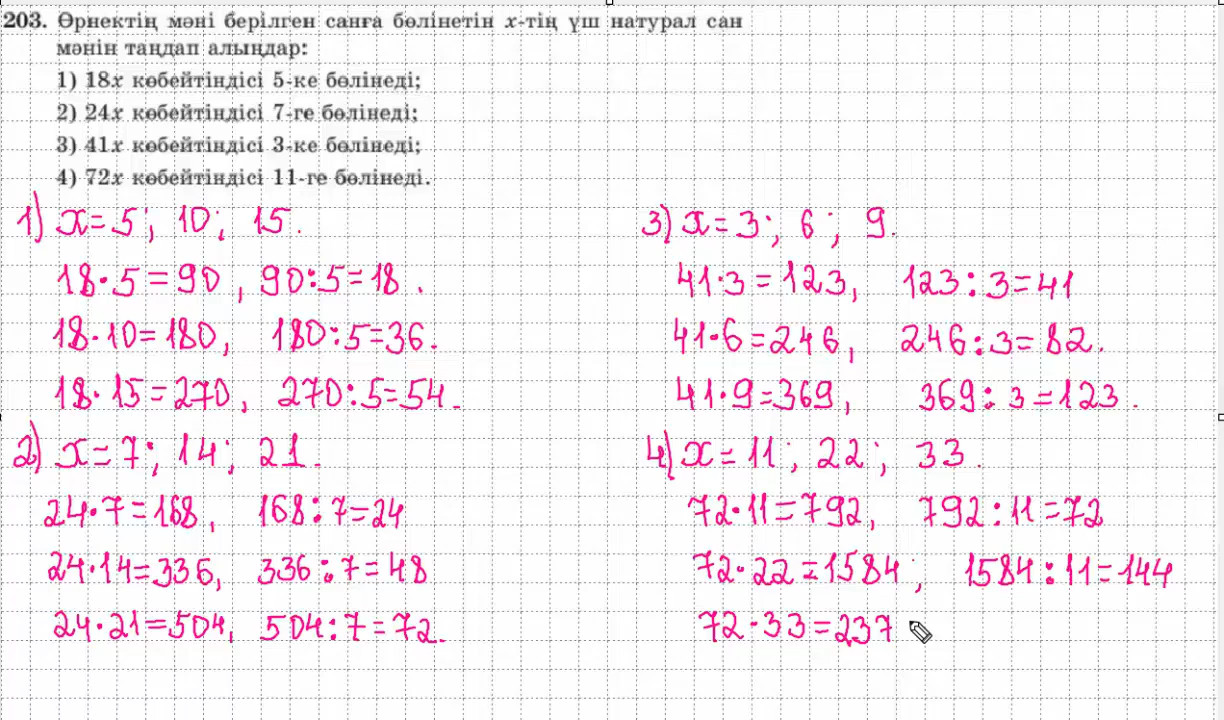 203. Өрнектің мәні берілген санға бөлінетін x-тің үш натурал сан
мәнін таңдап алыңдар:
1) 18x көбейтіндісі 5-ке бөлінеді;
2) 24x көбейтіндісі 7-ге бөлінеді;
3) 41x көбейтіндісі 3-ке бөлінеді;
4) 72x көбейтіндісі 11-ге бөлінеді.
1) x=5; 10; 15.
18·5=90, 90:5=18.
18·10=180, 180:5=36.
18·15=270, 270:5=54.
2) x=7; 14; 21.
24·7=168, 168:7=24
24·14=336, 336:7=48
24·21=504, 504:7=72.
3) x=3; 6; 9.
41·3=123, 123:3=41
41·6=246, 246:3=82.
41·9=369, 369:3=123.
4) x=11; 22; 33.
72·11=792, 792:11=72
72·22=1584; 1584:11=144
72·33=237